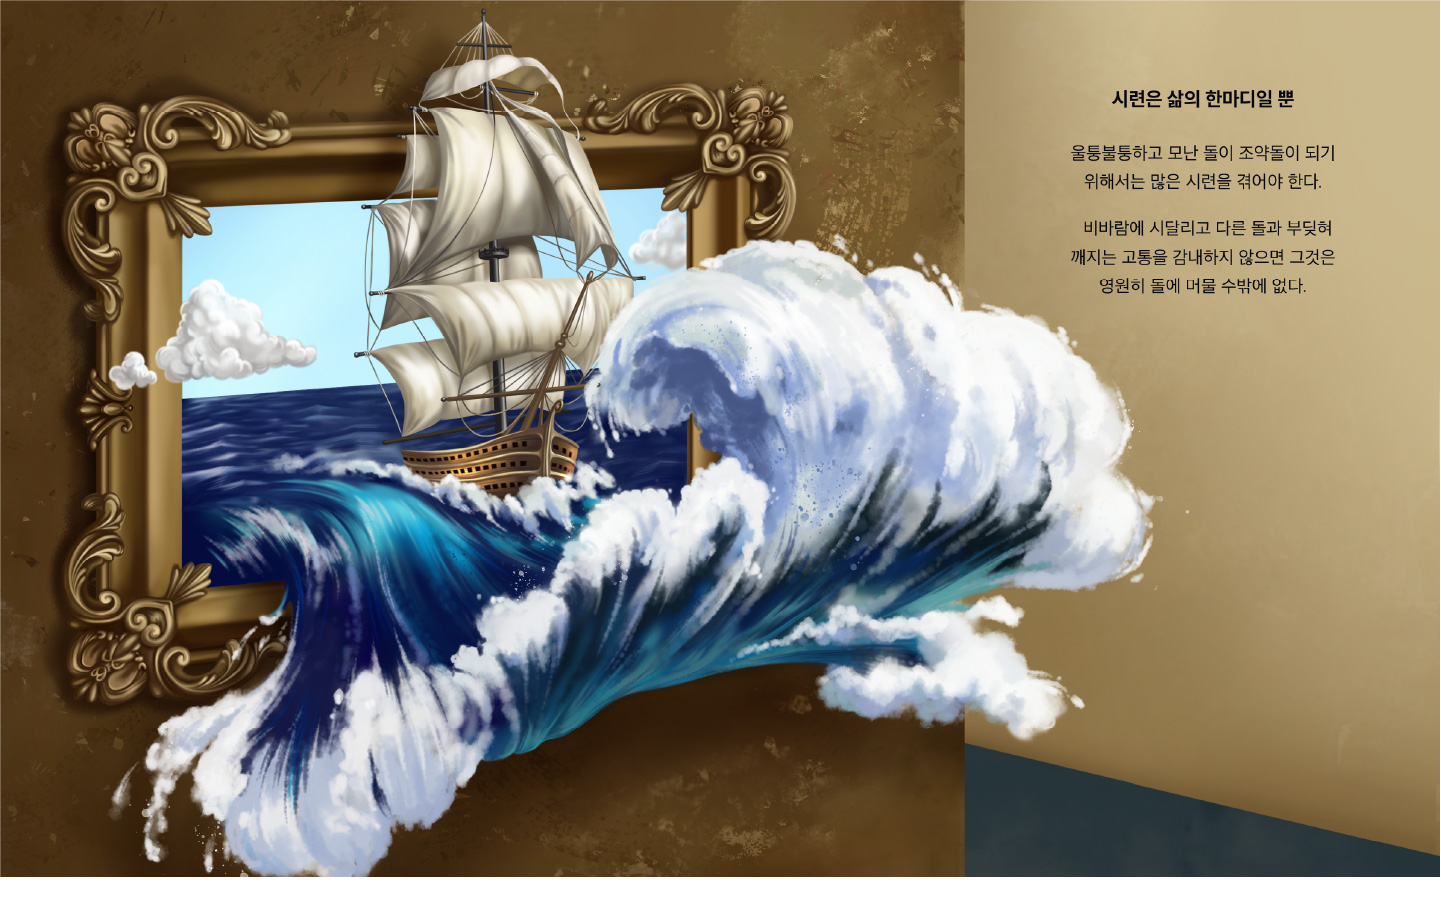 시련은 삶의 한마디일 뿐
울퉁불퉁하고 모난 돌이 조약돌이 되기
위해서는 많은 시련을 겪어야 한다.
비바람에 시달리고 다른 돌과 부딪혀
깨지는 고통을 감내하지 않으면 그것은
영원히 돌에 머물 수밖에 없다.